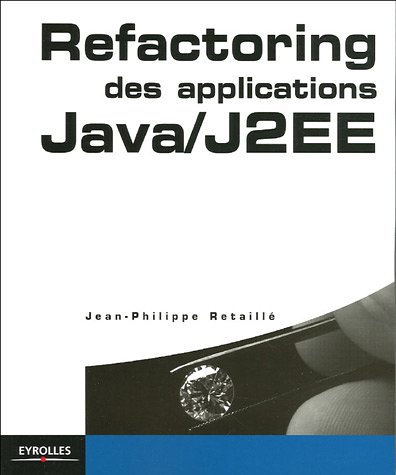 Refactoring
des applications
Java/J2EE
Jean-Philippe Retaillé
EYROLLES